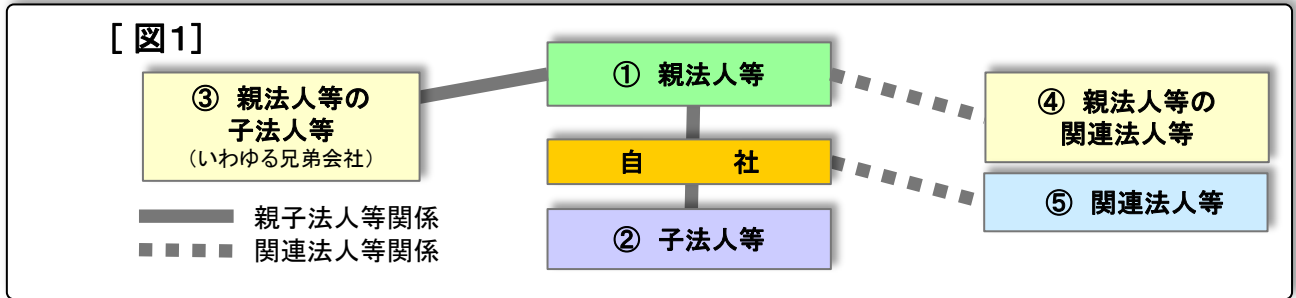 [図1]
① 親法人等
③ 親法人等の
子法人等
(いわゆる兄弟会社)
④ 親法人等の
関連法人等
自 社
⑤ 関連法人等
② 子法人等
親子法人等関係
関連法人等関係